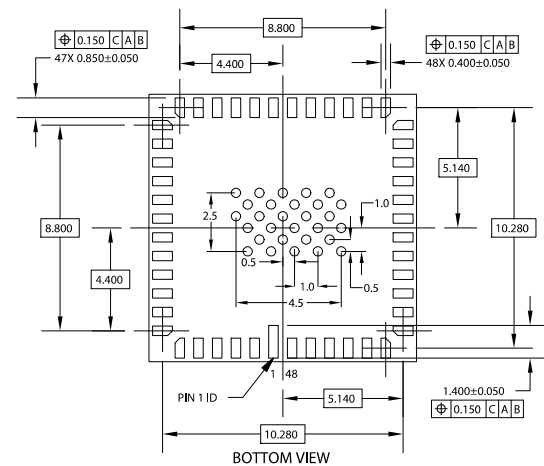 8.800
⌖ 0.150 C A B
47X 0.850±0.050
4.400
⌖ 0.150 C A B
48X 0.400±0.050
5.140
1.0
2.5
8.800
10.280
0.5
4.400
1.0
0.5
4.5
1 48
PIN 1 ID
5.140
1.400±0.050
⌖ 0.150 C A B
10.280
BOTTOM VIEW